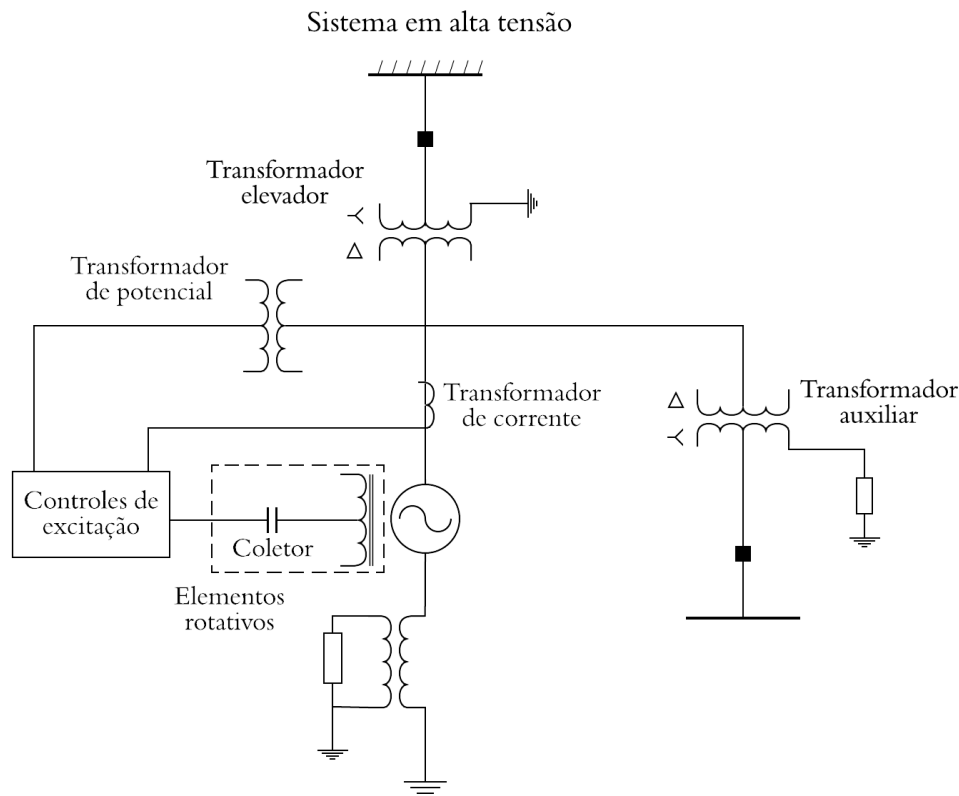 Sistema em alta tensão
Transformador
elevador
Transformador
de potencial
Transformador
de corrente
Transformador
auxiliar
Controles de
excitação
Coletor
Elementos
rotativos